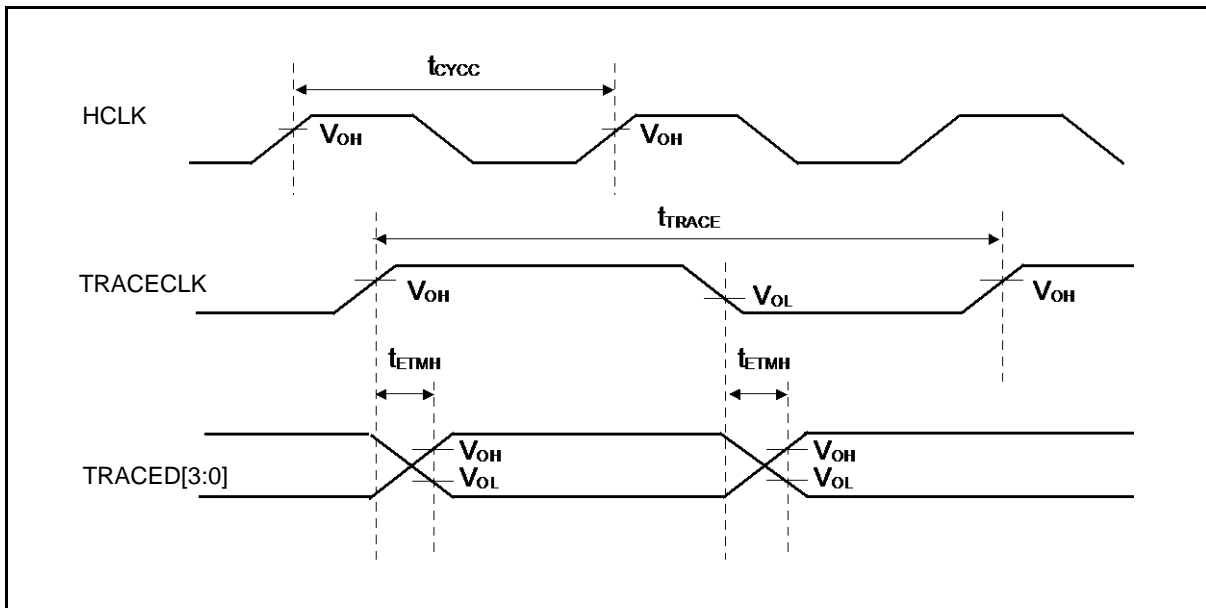 tCYCC
HCLK
VOH VOH
tTRACE
TRACECLK
VOH VOL VOH
tETMH tETMH
VOH VOH
TRACED[3:0]
VOL VOL